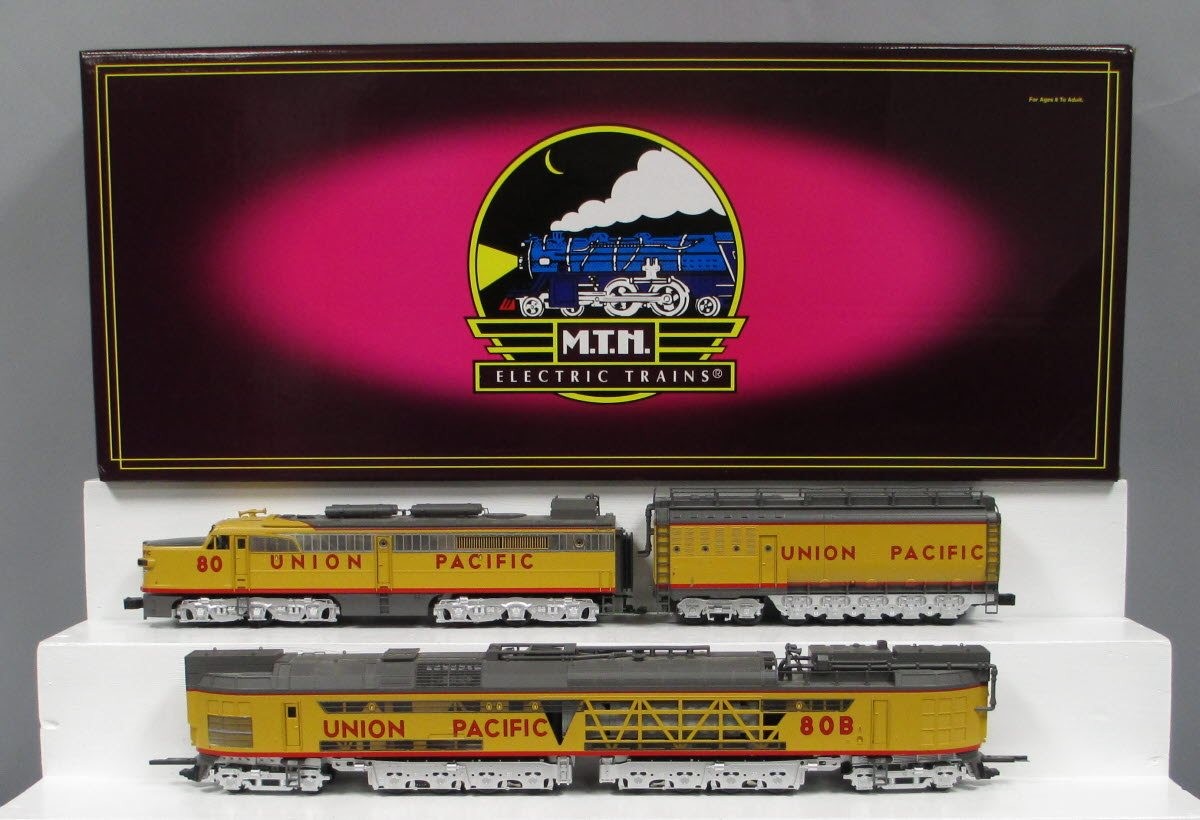 For Ages 8 To Adult.
M.T.H.
ELECTRIC TRAINS®
80 UNION PACIFIC
UNION PACIFIC
UNION PACIFIC 80B